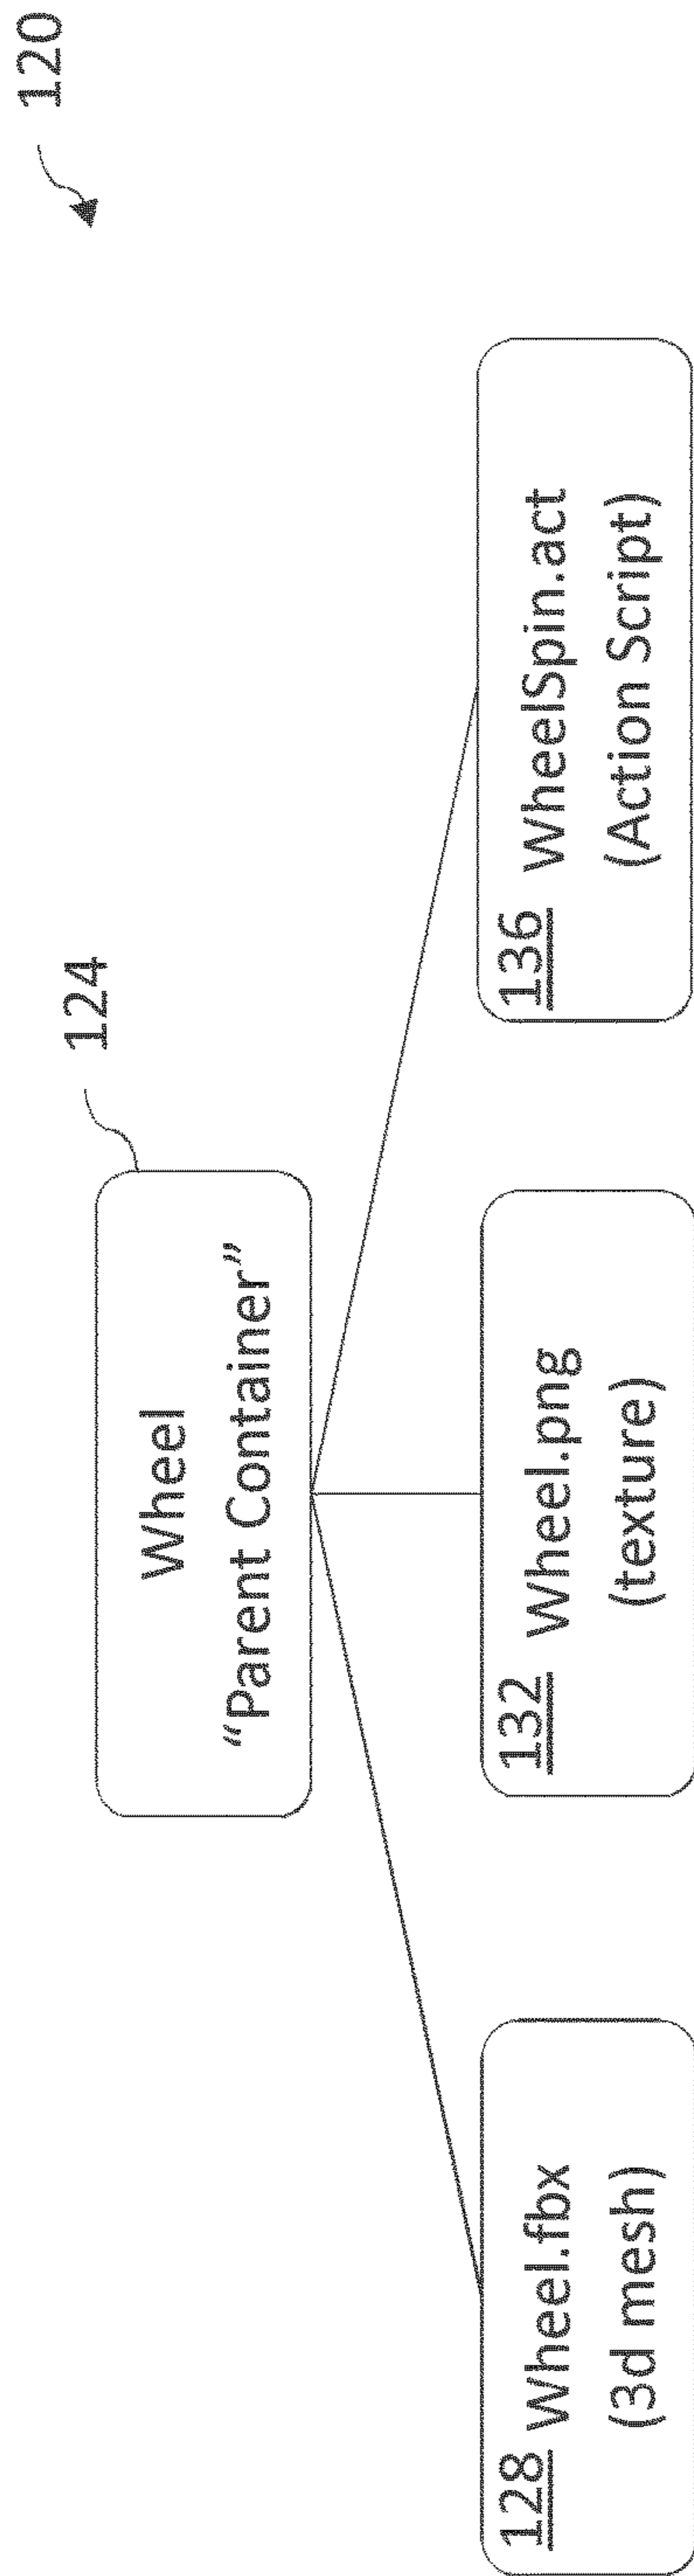 120
124
Wheel
“Parent Container”
128 Wheel.fbx
(3d mesh)
132 Wheel.png
(texture)
136 WheelSpin.act
(Action Script)